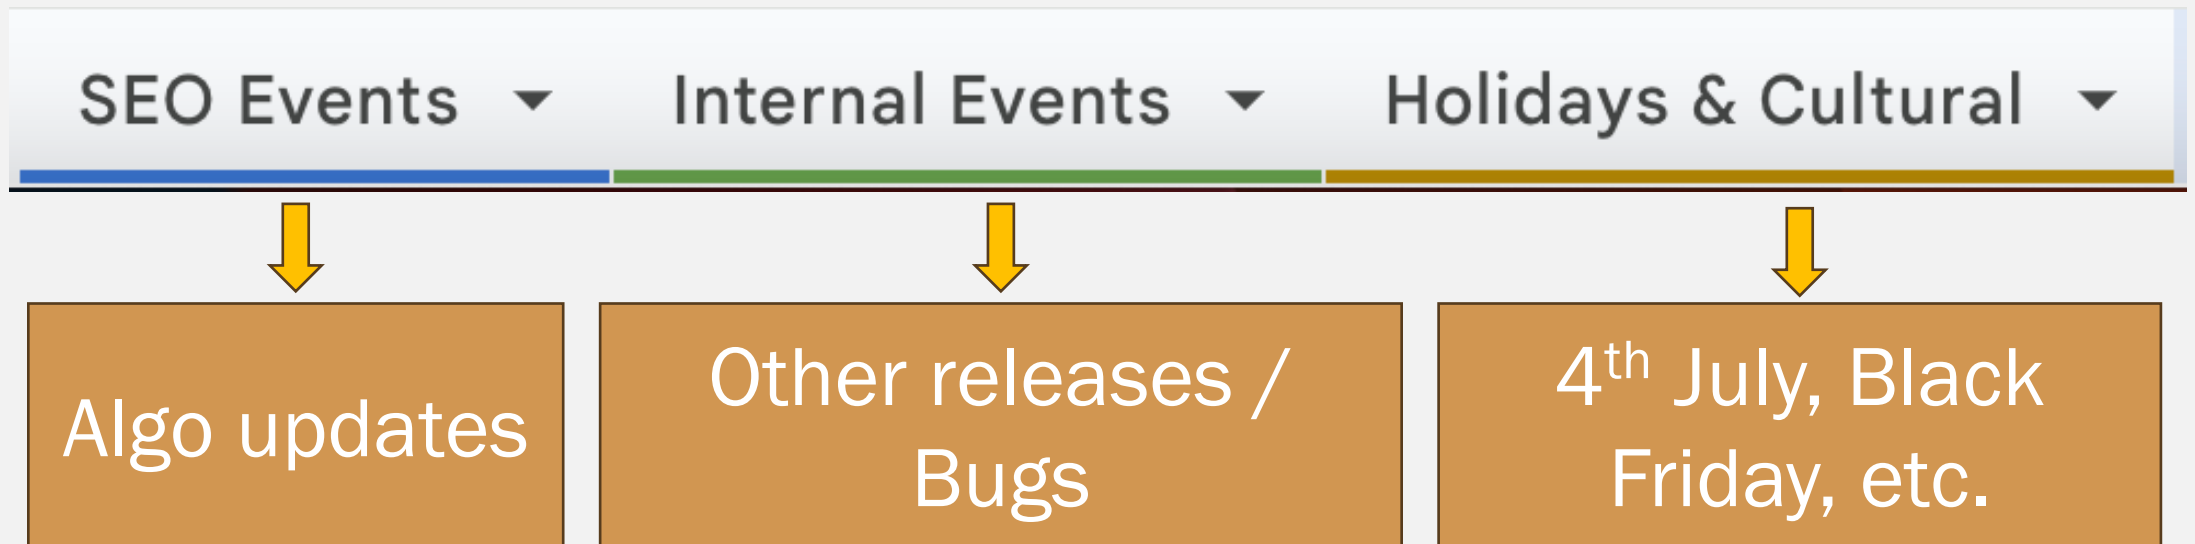 SEO Events
Internal Events
Holidays & Cultural
Algo updates
Other releases /
Bugs
4th July, Black
Friday, etc.